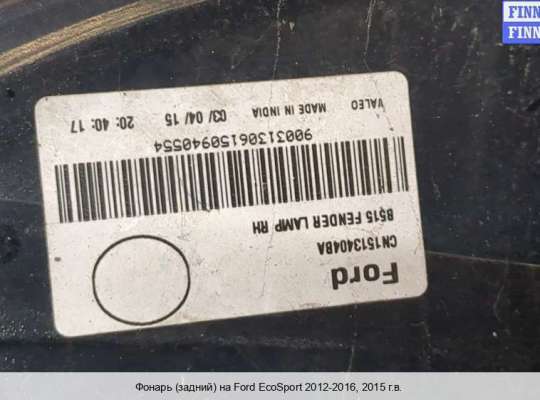 FINN
FINN
Ford
CN1513404BA
B515 FENDER LAMP RH
900313061509405S4
VALEO MADE IN INDIA 03/ 04/ 15 20: 40: 17
Фонарь (задний) на Ford EcoSport 2012-2016, 2015 г.в.